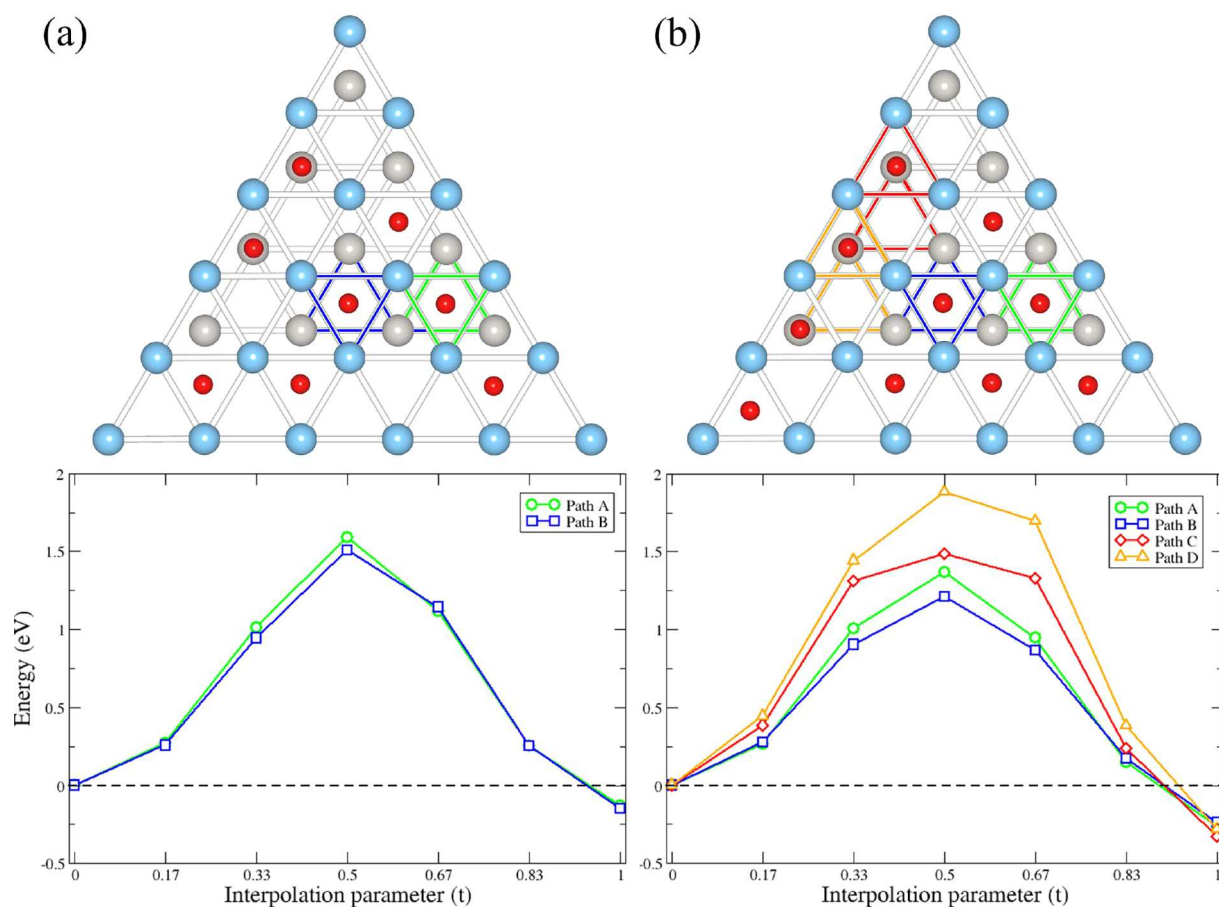 (a)
(b)
2
1.5
1
0.5
0
-0.5
Energy (eV)
Path A
Path B
0 0.17 0.33 0.5 0.67 0.83 1
Interpolation parameter (t)
2
1.5
1
0.5
0
-0.5
Path A
Path B
Path C
Path D
0 0.17 0.33 0.5 0.67 0.83 1
Interpolation parameter (t)